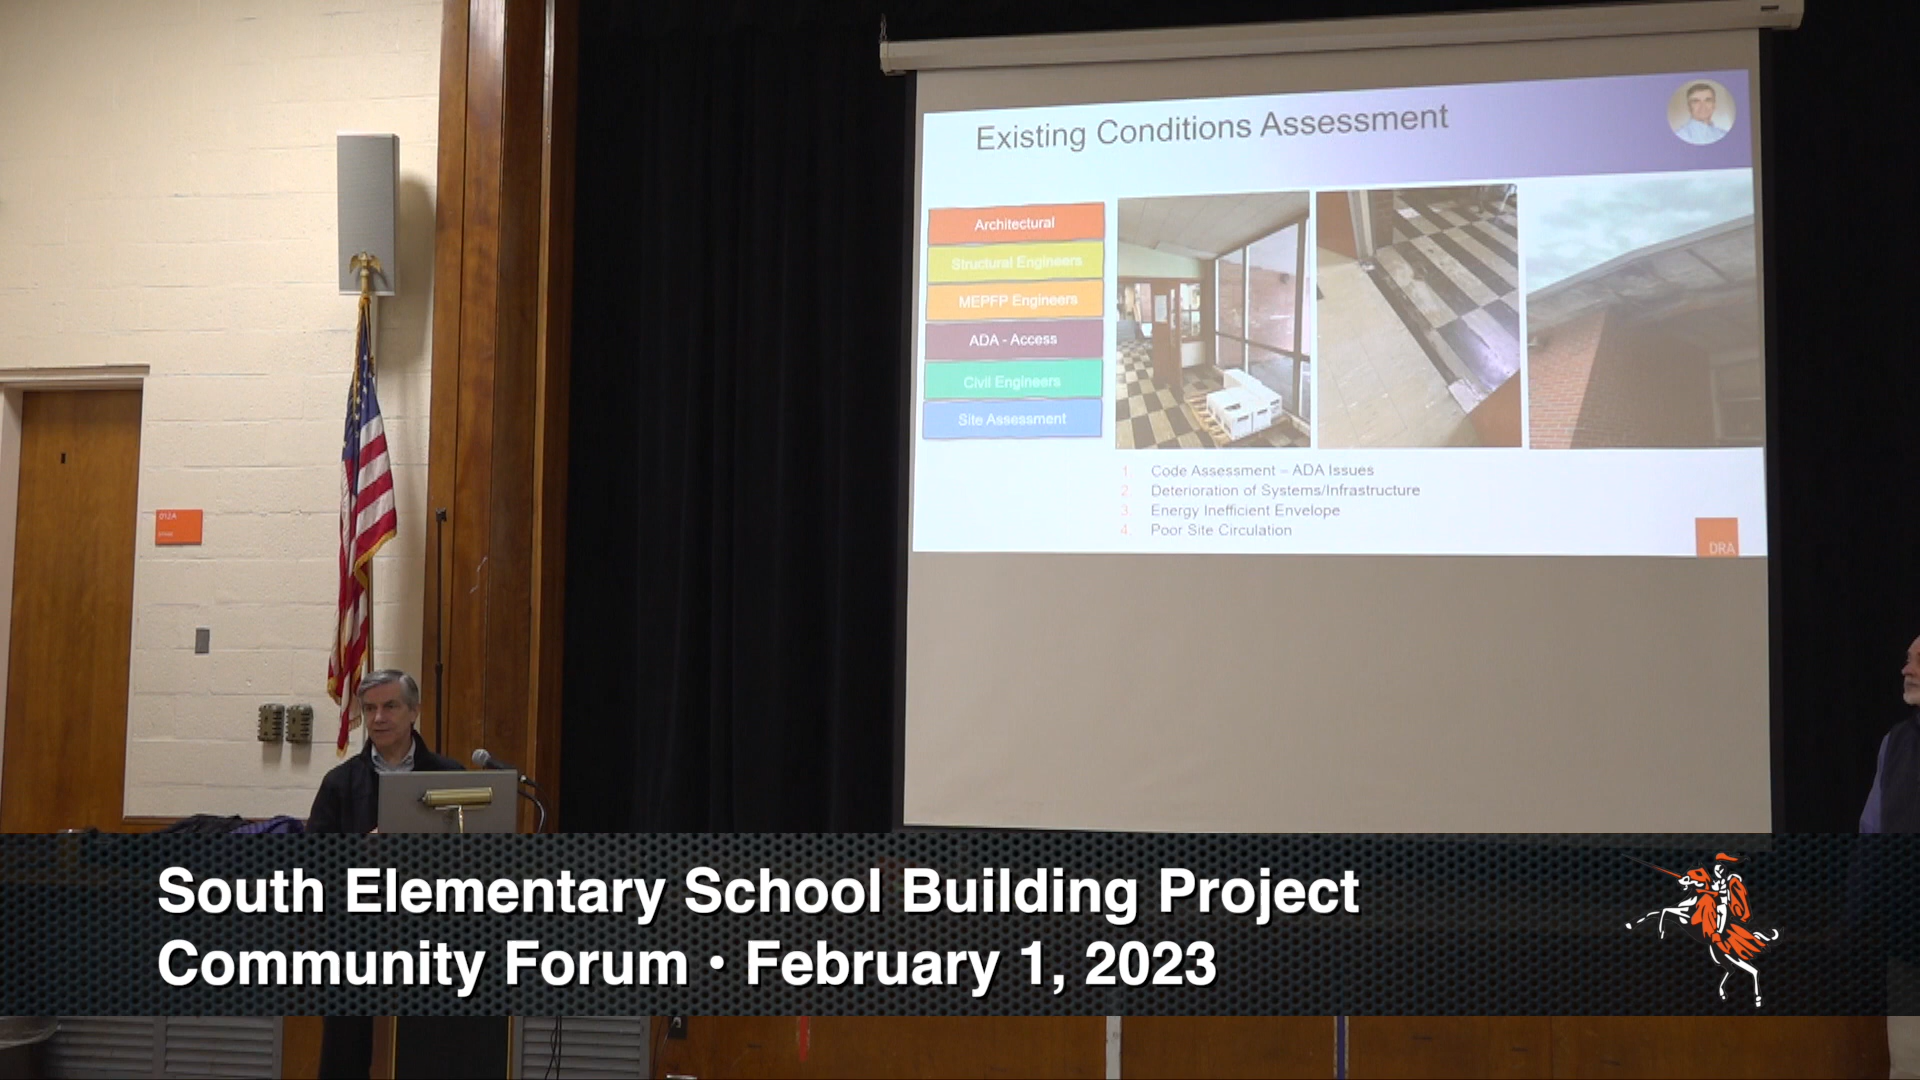 Existing Conditions Assessment
Architectural
Structural Engineers
MEPFP Engineers
ADA - Access
Civil Engineers
Site Assessment
1. Code Assessment – ADA Issues
2. Deterioration of Systems/Infrastructure
3. Energy Inefficient Envelope
4. Poor Site Circulation
DRA
012A
South Elementary School Building Project
Community Forum • February 1, 2023